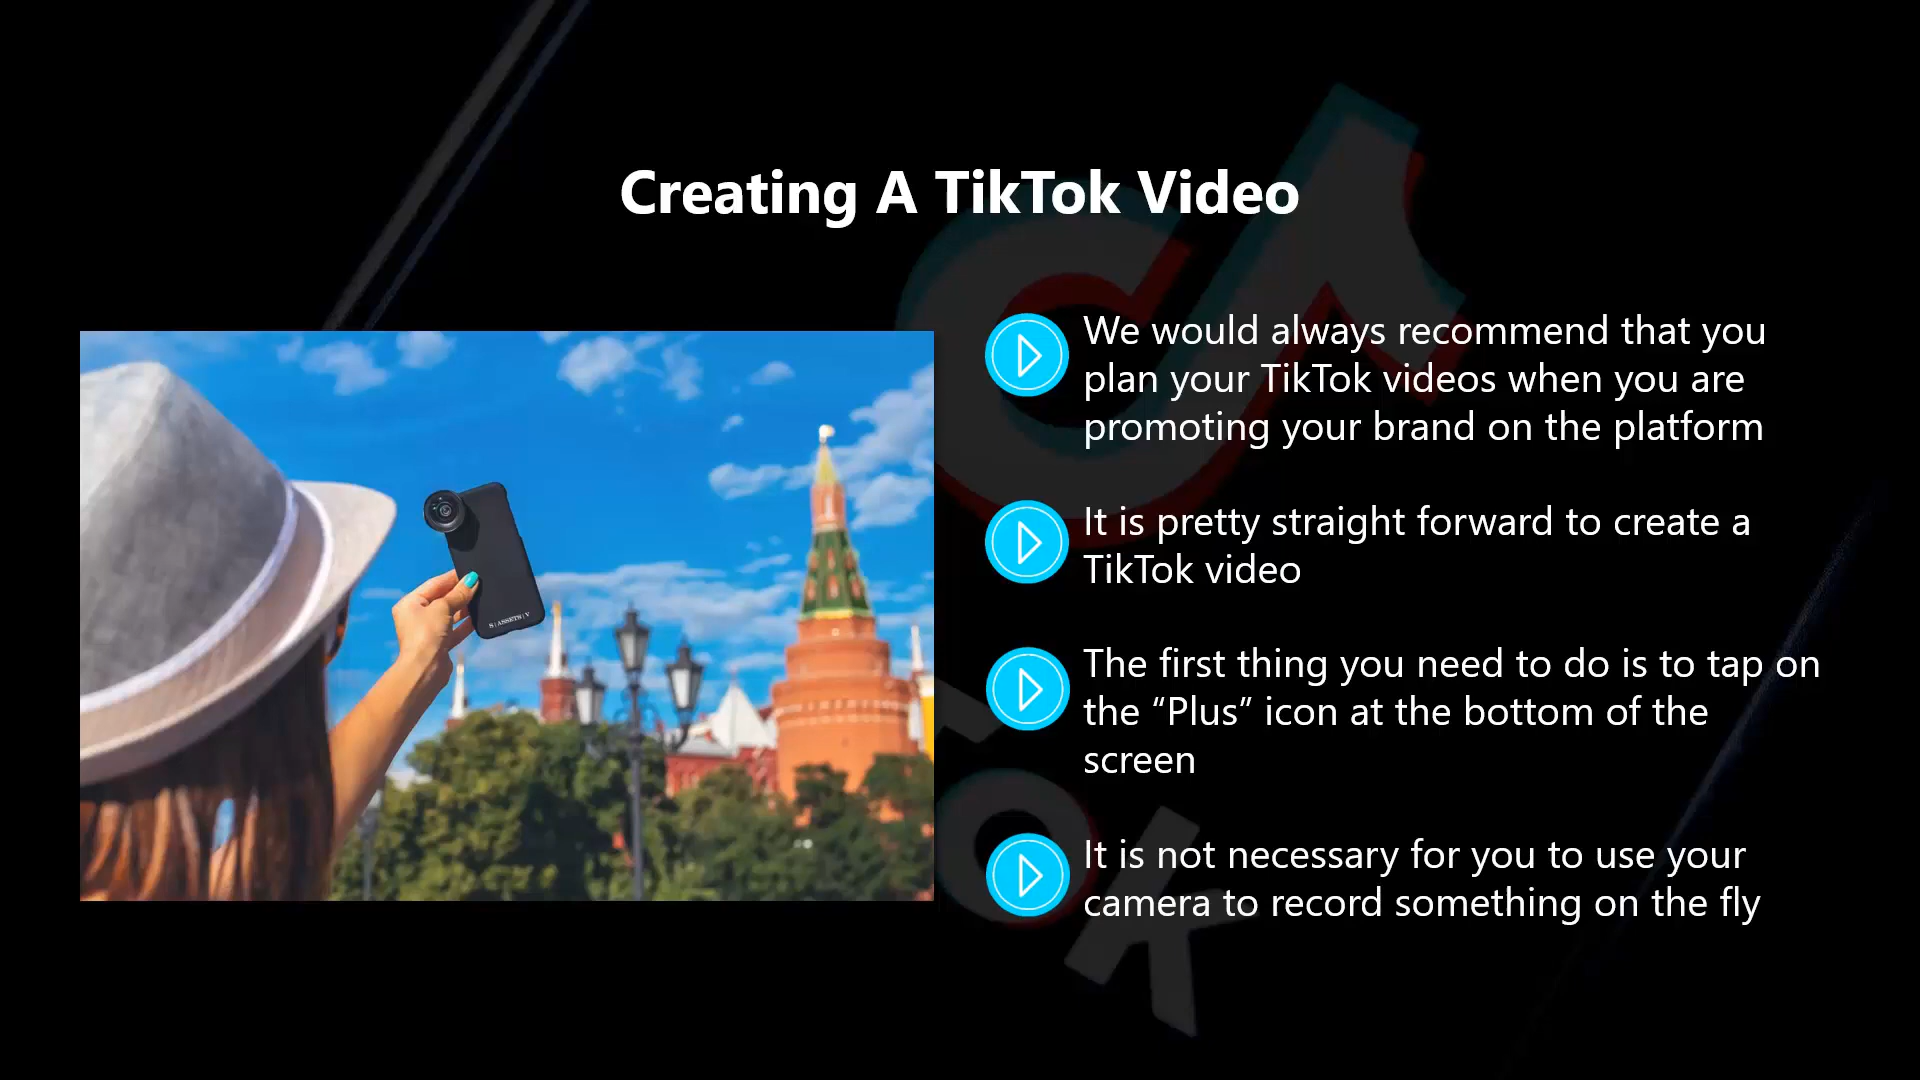 Creating A TikTok Video
We would always recommend that you
plan your TikTok videos when you are
promoting your brand on the platform
It is pretty straight forward to create a
TikTok video
The first thing you need to do is to tap on
the “Plus” icon at the bottom of the
screen
It is not necessary for you to use your
camera to record something on the fly